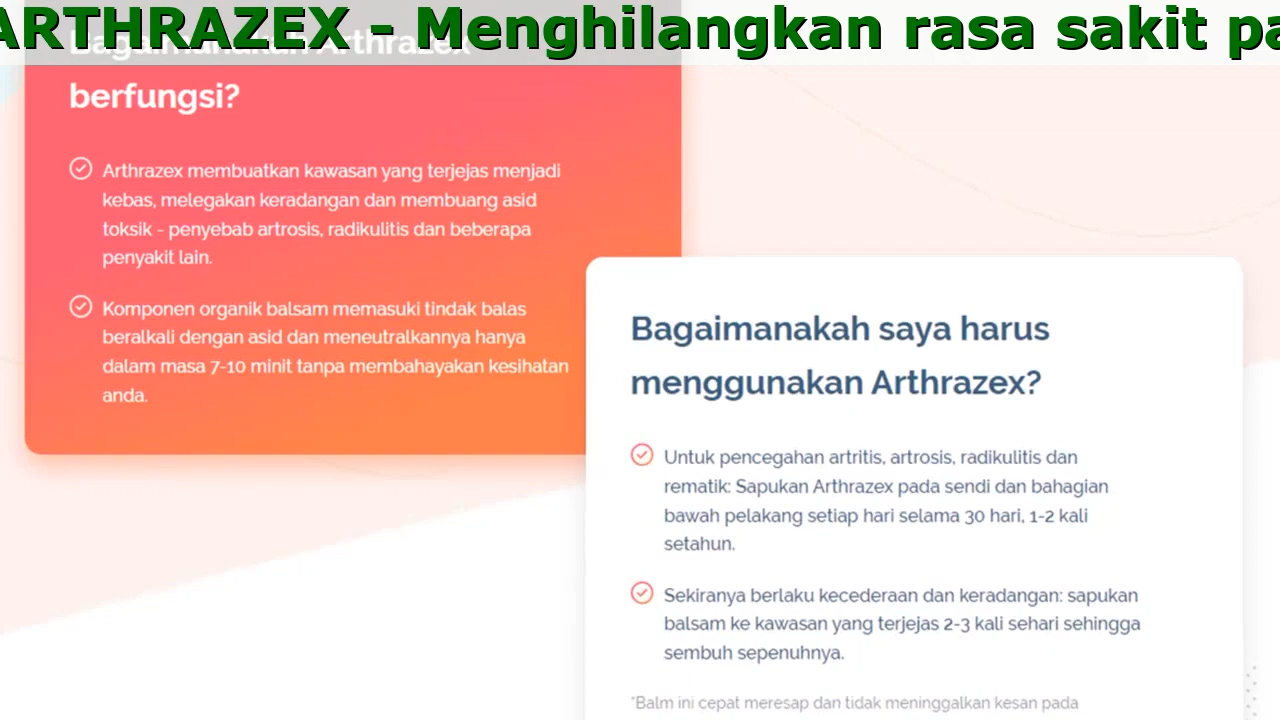 ARTHRAZEX - Menghilangkan rasa sakit pa
Bagaimanakah Arthrazex
berfungsi?
Arthrazex membuatkan kawasan yang terjejas menjadi
kebas, melegakan keradangan dan membuang asid
toksik - penyebab artrosis, radikulitis dan beberapa
penyakit lain.
Komponen organik balsam memasuki tindak balas
beralkali dengan asid dan meneutralkannya hanya
dalam masa 7-10 minit tanpa membahayakan kesihatan
anda.
Bagaimanakah saya harus
menggunakan Arthrazex?
Untuk pencegahan artritis, artrosis, radikulitis dan
rematik: Sapukan Arthrazex pada sendi dan bahagian
bawah pelakang setiap hari selama 30 hari, 1-2 kali
setahun.
Sekiranya berlaku kecederaan dan keradangan: sapukan
balsam ke kawasan yang terjejas 2-3 kali sehari sehingga
sembuh sepenuhnya.
*Balm ini cepat meresap dan tidak meninggalkan kesan pada